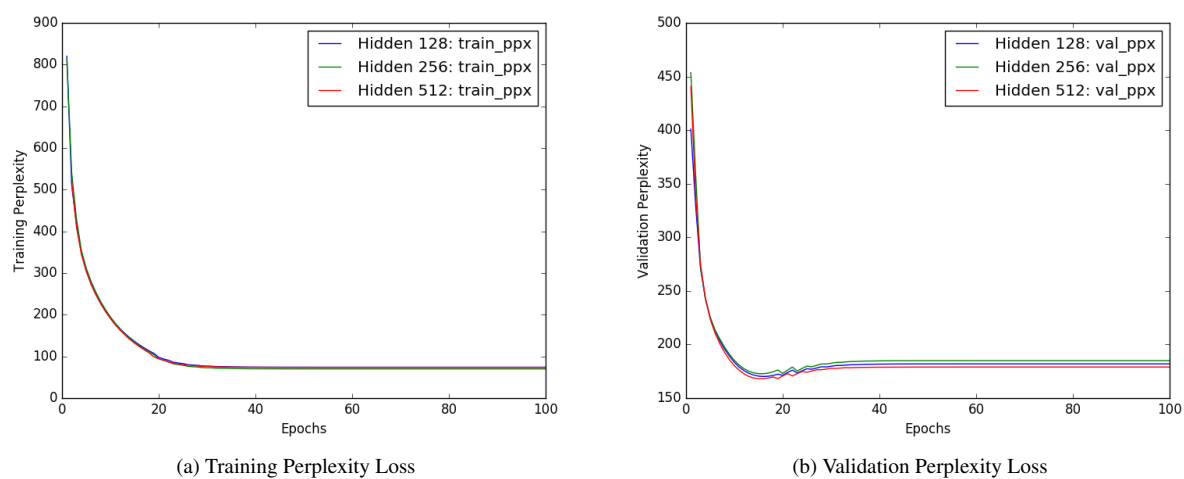 900
800
700
600
500
400
300
200
100
0
Training Perplexity
0 20 40 60 80 100
Epochs
Hidden 128: train_ppx
Hidden 256: train_ppx
Hidden 512: train_ppx
(a) Training Perplexity Loss
500
450
400
350
300
250
200
150
Validation Perplexity
0 20 40 60 80 100
Epochs
Hidden 128: val_ppx
Hidden 256: val_ppx
Hidden 512: val_ppx
(b) Validation Perplexity Loss